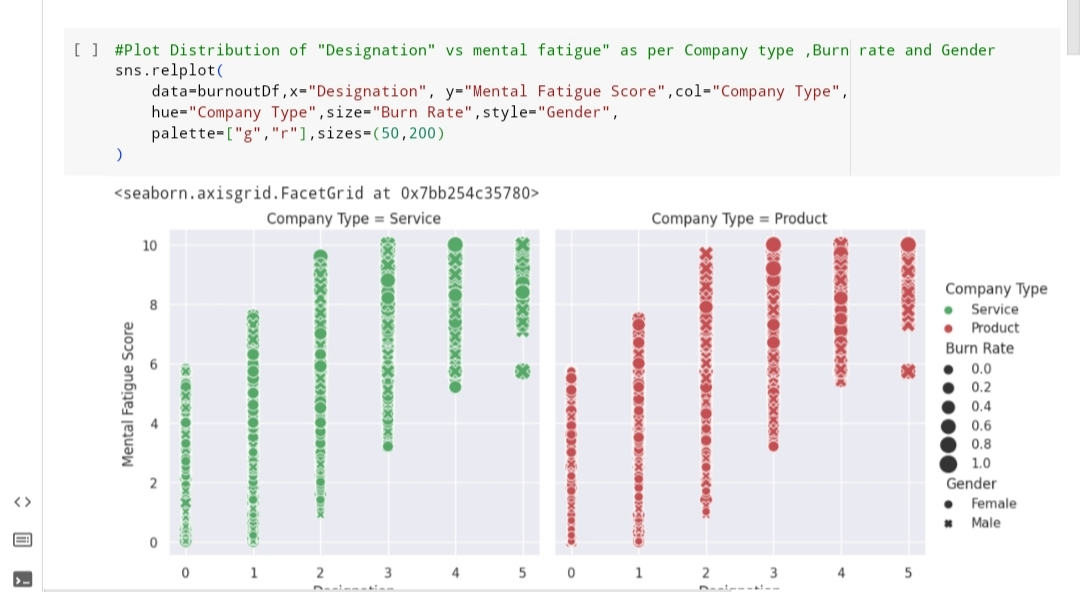 [ ] #Plot Distribution of "Designation" vs mental fatigue" as per Company type ,Burn rate and Gender
sns.relplot(
data=burnoutDf,x="Designation", y="Mental Fatigue Score",col="Company Type",
hue="Company Type",size="Burn Rate",style="Gender",
palette=["g","r"],sizes=(50,200)
)
<seaborn.axisgrid.FacetGrid at 0x7bb254c35780>
Company Type = Service
Company Type = Product
Mental Fatigue Score
10
8
6
4
2
0
0 1 2 3 4 5
Designation
0 1 2 3 4 5
Designation
Company Type
Service
Product
Burn Rate
0.0
0.2
0.4
0.6
0.8
1.0
Gender
Female
Male